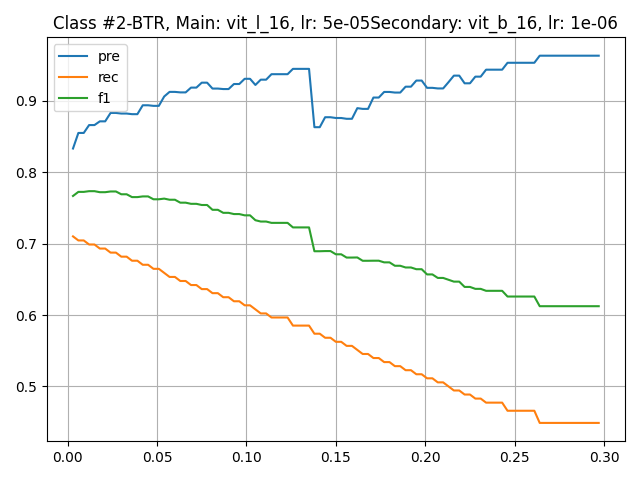 Class #2-BTR, Main: vit_l_16, lr: 5e-05Secondary: vit_b_16, lr: 1e-06
pre
rec
f1
0.9
0.8
0.7
0.6
0.5
0.00 0.05 0.10 0.15 0.20 0.25 0.30